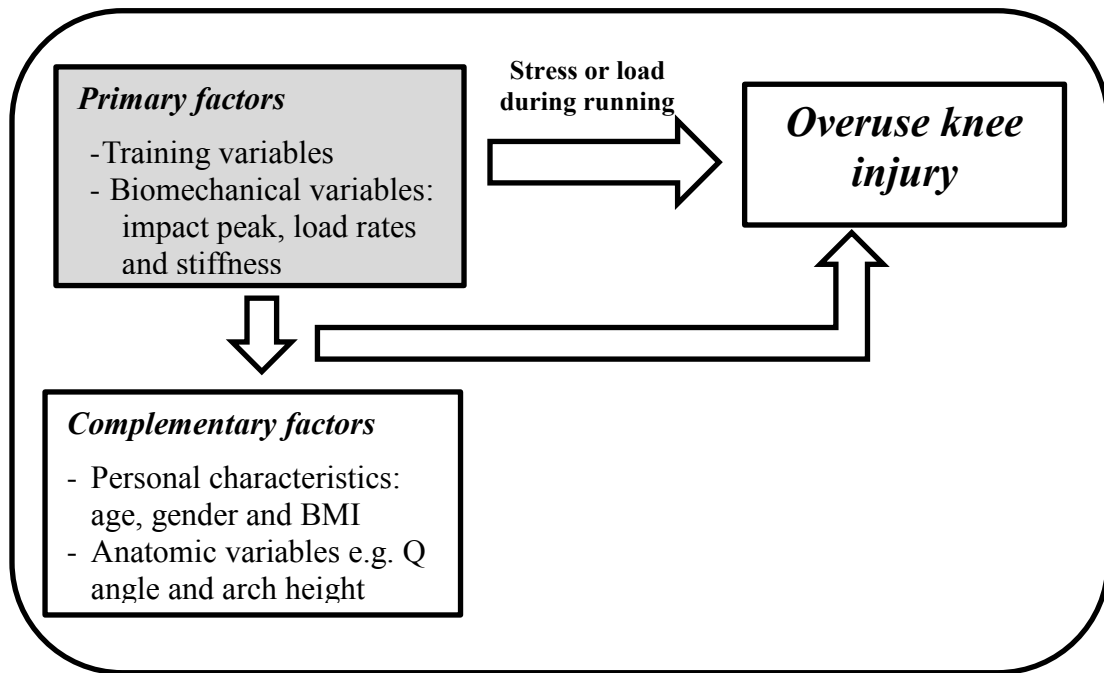 Primary factors
-Training variables
- Biomechanical variables:
impact peak, load rates
and stiffness
Stress or load
during running
Overuse knee
injury
Complementary factors
- Personal characteristics:
age, gender and BMI
- Anatomic variables e.g. Q
angle and arch height